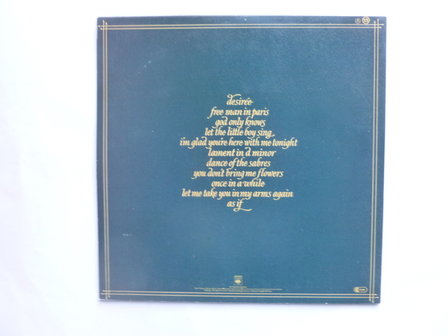 desirée
free man in paris
god only knows
let the little boy sing
i'm glad you're here with me tonight
lament in d minor
dance of the sabres
you don't bring me flowers
once in a while
let me take you in my arms again
as if